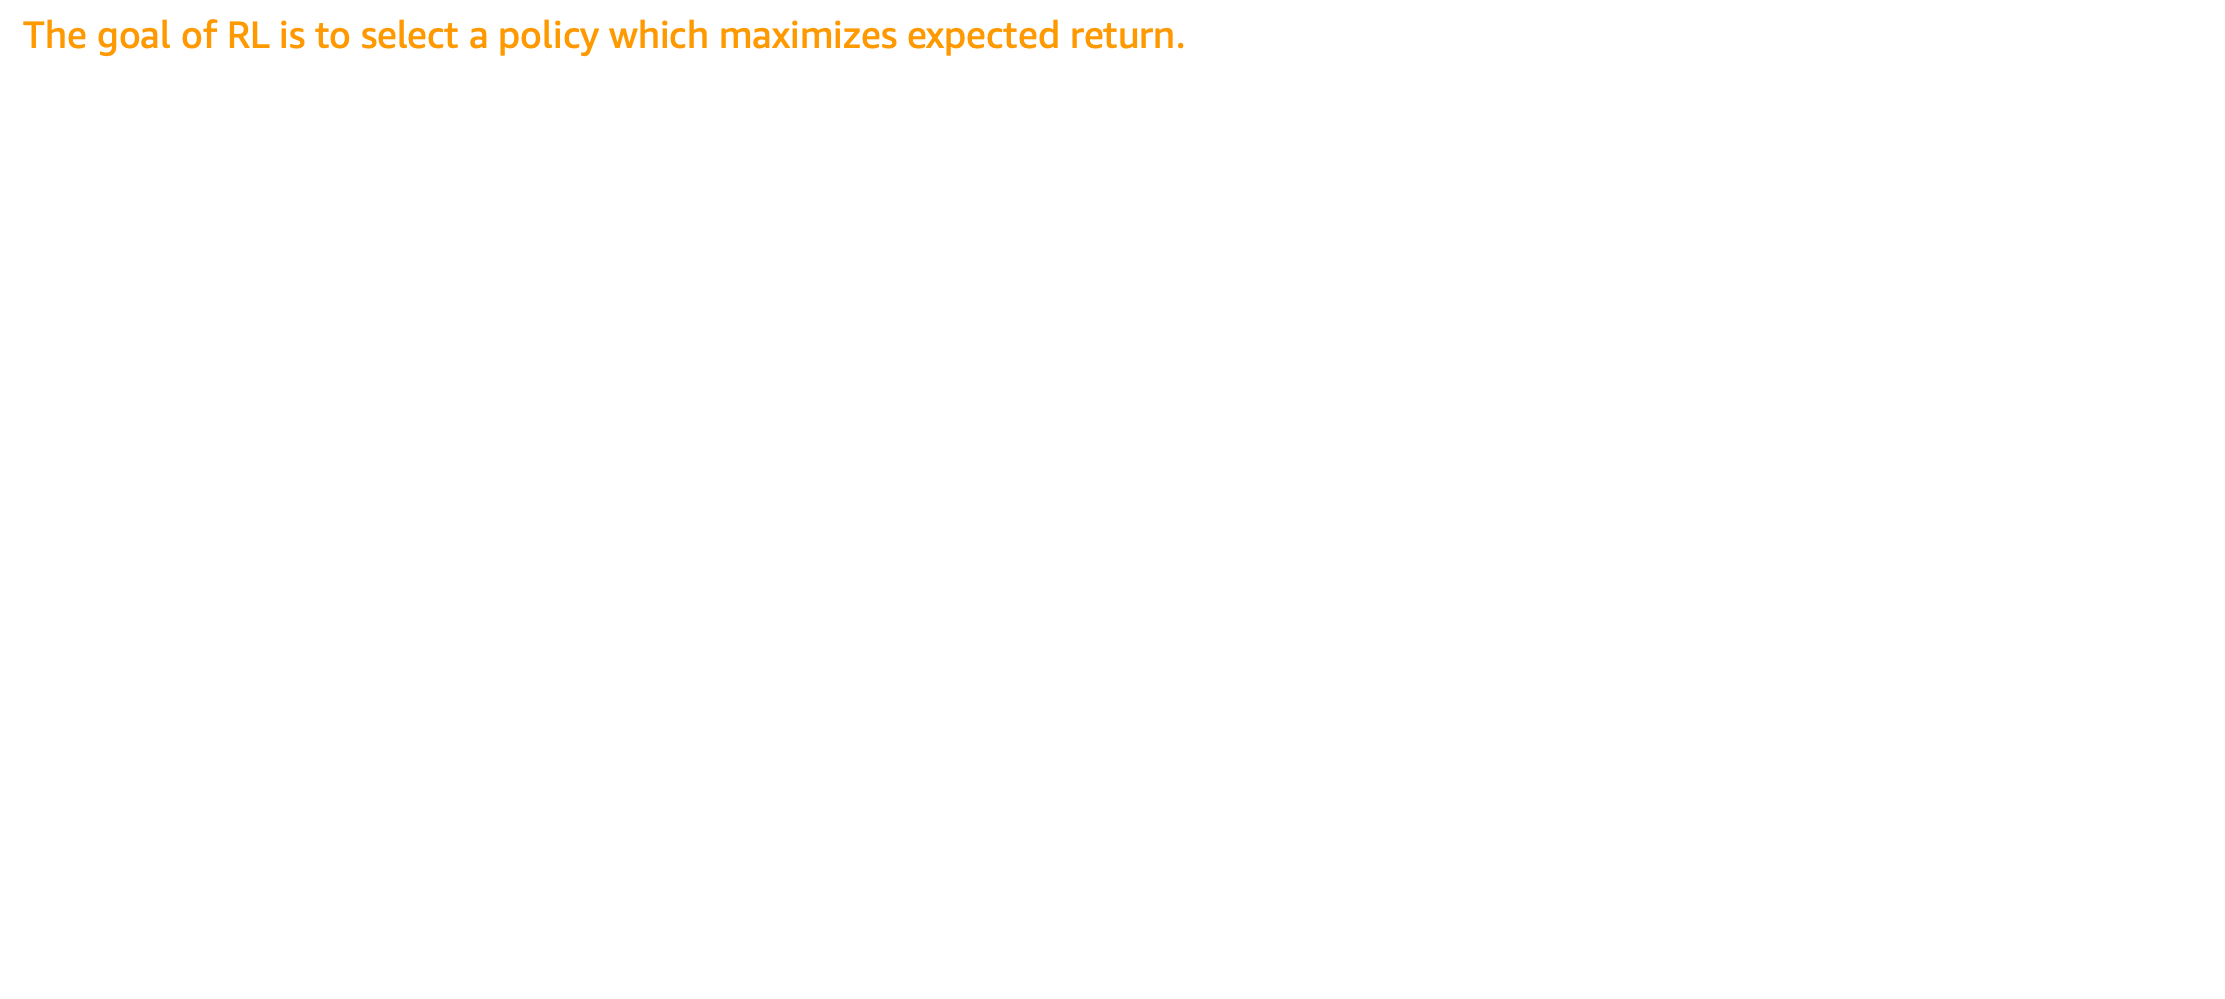 The goal of RL is to select a policy which maximizes expected return.